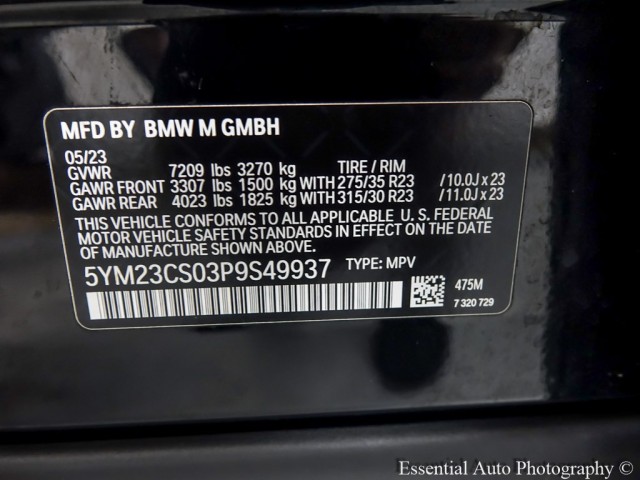 MFD BY BMW M GMBH
05/23
GVWR 7209 lbs 3270 kg TIRE / RIM
GAWR FRONT 3307 lbs 1500 kg WITH 275/35 R23 / 10.0J x 23
GAWR REAR 4023 lbs 1825 kg WITH 315/30 R23 / 11.0J x 23
THIS VEHICLE CONFORMS TO ALL APPLICABLE U. S. FEDERAL
MOTOR VEHICLE SAFETY STANDARDS IN EFFECT ON THE
DATE OF MANUFACTURE SHOWN ABOVE.
5YM23CS03P9S49937 TYPE: MPV
475M
7 320 729
Essential Auto Photography ©